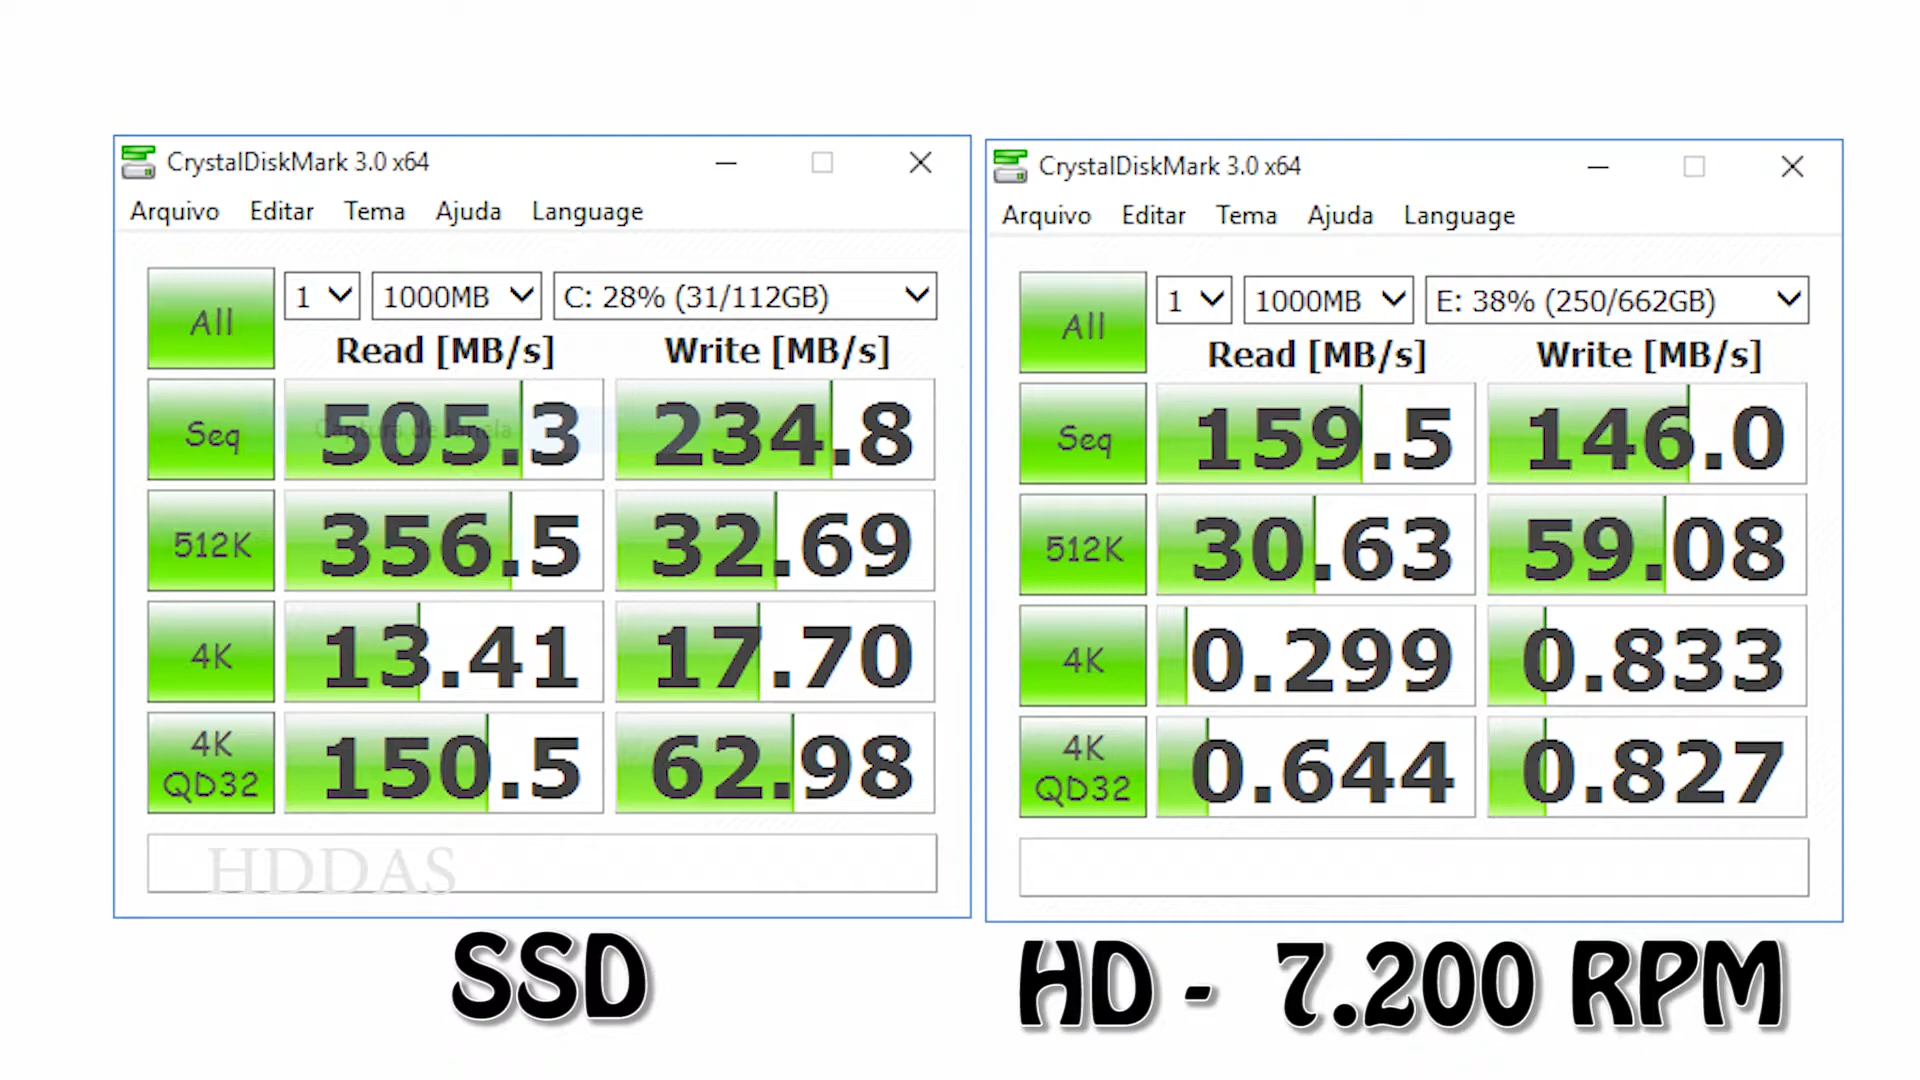 CrystalDiskMark 3.0 x64
Arquivo Editar Tema Ajuda Language
All 1 1000MB C: 28% (31/112GB)
Read [MB/s] Write [MB/s]
Seq 505.3 234.8
Captura de Janela
512K 356.5 32.69
4K 13.41 17.70
4K QD32 150.5 62.98
HDDAS
SSD
CrystalDiskMark 3.0 x64
Arquivo Editar Tema Ajuda Language
All 1 1000MB E: 38% (250/662GB)
Read [MB/s] Write [MB/s]
Seq 159.5 146.0
512K 30.63 59.08
4K 0.299 0.833
4K QD32 0.644 0.827
HD - 7.200 RPM